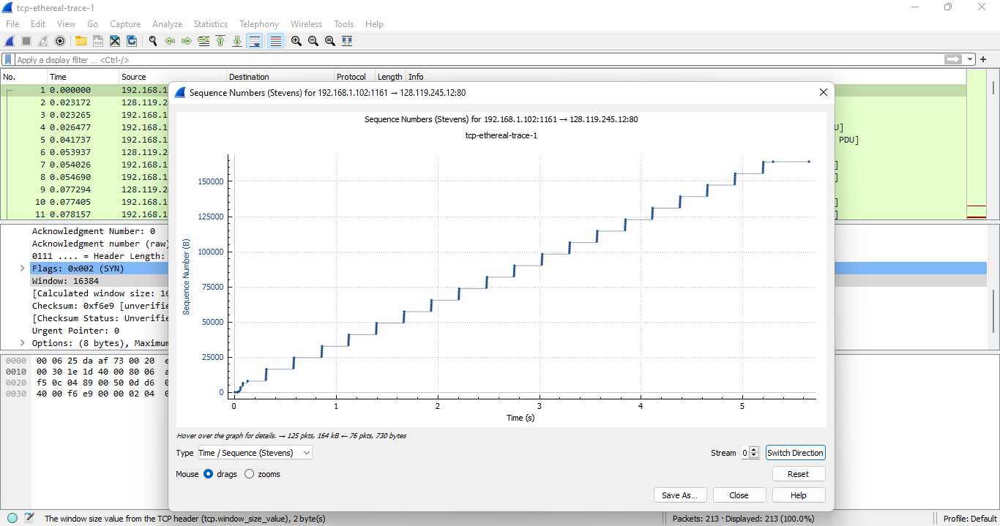 tcp-ethereal-trace-1
File Edit View Go Capture Analyze Statistics Telephony Wireless Tools Help
Apply a display filter ... <Ctrl-/>
No. Time Source Destination Protocol Length Info
1 0.000000 192.168.1
2 0.023172 128.119.2
3 0.023265 192.168.1
4 0.026477 192.168.1 U]
5 0.041737 192.168.1 PDU]
6 0.053937 128.119.2
7 0.054026 192.168.1 ]
8 0.054690 192.168.1 ]
9 0.077294 128.119.2
10 0.077405 192.168.1 ]
11 0.078157 192.168.1 ]
Acknowledgment Number: 0
Acknowledgment number (raw)
0111 .... = Header Length:
Flags: 0x002 (SYN)
Window: 16384
[Calculated window size: 16
Checksum: 0xf6e9 [unverifie
[Checksum Status: Unverifie
Urgent Pointer: 0
Options: (8 bytes), Maximum
0000 00 06 25 da af 73 00 20 e
0010 00 30 1e 1d 40 00 80 06 a
0020 f5 0c 04 89 00 50 0d d6 0
0030 40 00 f6 e9 00 00 02 04 0
Sequence Numbers (Stevens) for 192.168.1.102:1161 → 128.119.245.12:80
Sequence Numbers (Stevens) for 192.168.1.102:1161 → 128.119.245.12:80
tcp-ethereal-trace-1
Sequence Number (B)
150000
125000
100000
75000
50000
25000
0
0 1 2 3 4 5
Time (s)
Hover over the graph for details. → 125 pkts, 164 kB ← 76 pkts, 730 bytes
Type Time / Sequence (Stevens) Stream 0 Switch Direction
Mouse drags zooms Reset
Save As... Close Help
The window size value from the TCP header (tcp.window_size_value), 2 byte(s) Packets: 213 · Displayed: 213 (100.0%) Profile: Default